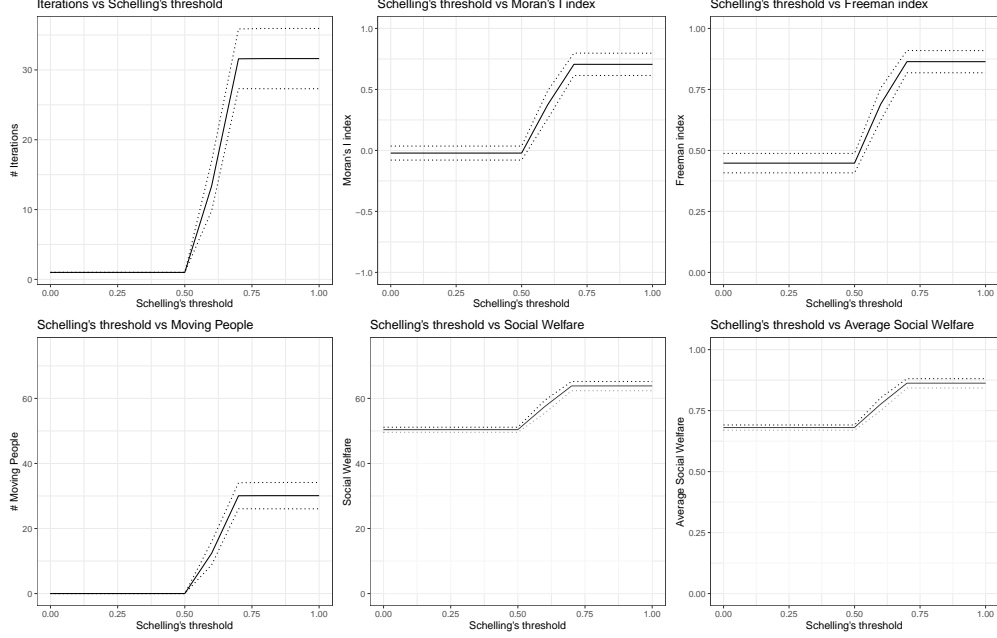 Iterations vs Schelling's threshold
# Iterations
30
20
10
0
0.00 0.25 0.50 0.75 1.00
Schelling's threshold
Schelling's threshold vs Moran's I index
Moran's I index
1.0
0.5
0.0
−0.5
−1.0
0.00 0.25 0.50 0.75 1.00
Schelling's threshold
Schelling's threshold vs Freeman index
Freeman index
1.00
0.75
0.50
0.25
0.00
0.00 0.25 0.50 0.75 1.00
Schelling's threshold
Schelling's threshold vs Moving People
# Moving People
60
40
20
0
0.00 0.25 0.50 0.75 1.00
Schelling's threshold
Schelling's threshold vs Social Welfare
Social Welfare
60
40
20
0
0.00 0.25 0.50 0.75 1.00
Schelling's threshold
Schelling's threshold vs Average Social Welfare
Average Social Welfare
1.00
0.75
0.50
0.25
0.00
0.00 0.25 0.50 0.75 1.00
Schelling's threshold